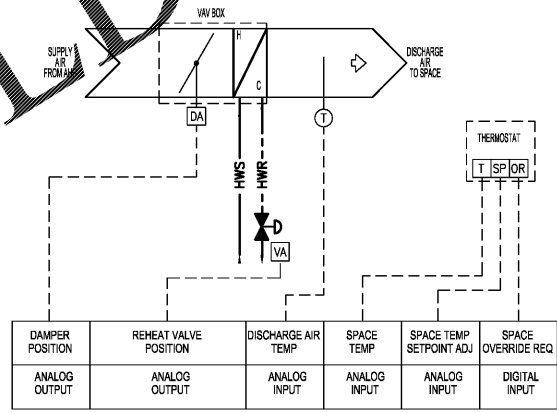 VAV BOX
SUPPLY
AIR
H
C
DISCHARGE
AIR
TO SPACE
DA
T
HWS
HWR
VA
THERMOSTAT
T SP OR
DAMPER
POSITION
REHEAT VALVE
POSITION
DISCHARGE AIR
TEMP
SPACE
TEMP
SPACE TEMP
SETPOINT ADJ
SPACE
OVERRIDE REQ
ANALOG
OUTPUT
ANALOG
OUTPUT
ANALOG
INPUT
ANALOG
INPUT
ANALOG
INPUT
DIGITAL
INPUT